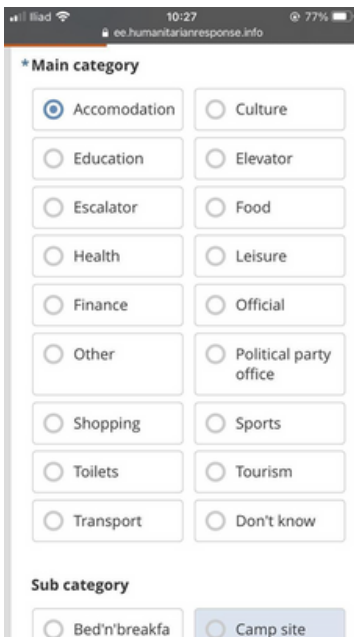 Iliad 10:27 77%
ee.humanitarianresponse.info
* Main category
Accomodation Culture
Education Elevator
Escalator Food
Health Leisure
Finance Official
Other Political party
office
Shopping Sports
Toilets Tourism
Transport Don't know
Sub category
Bed'n'breakfa Camp site